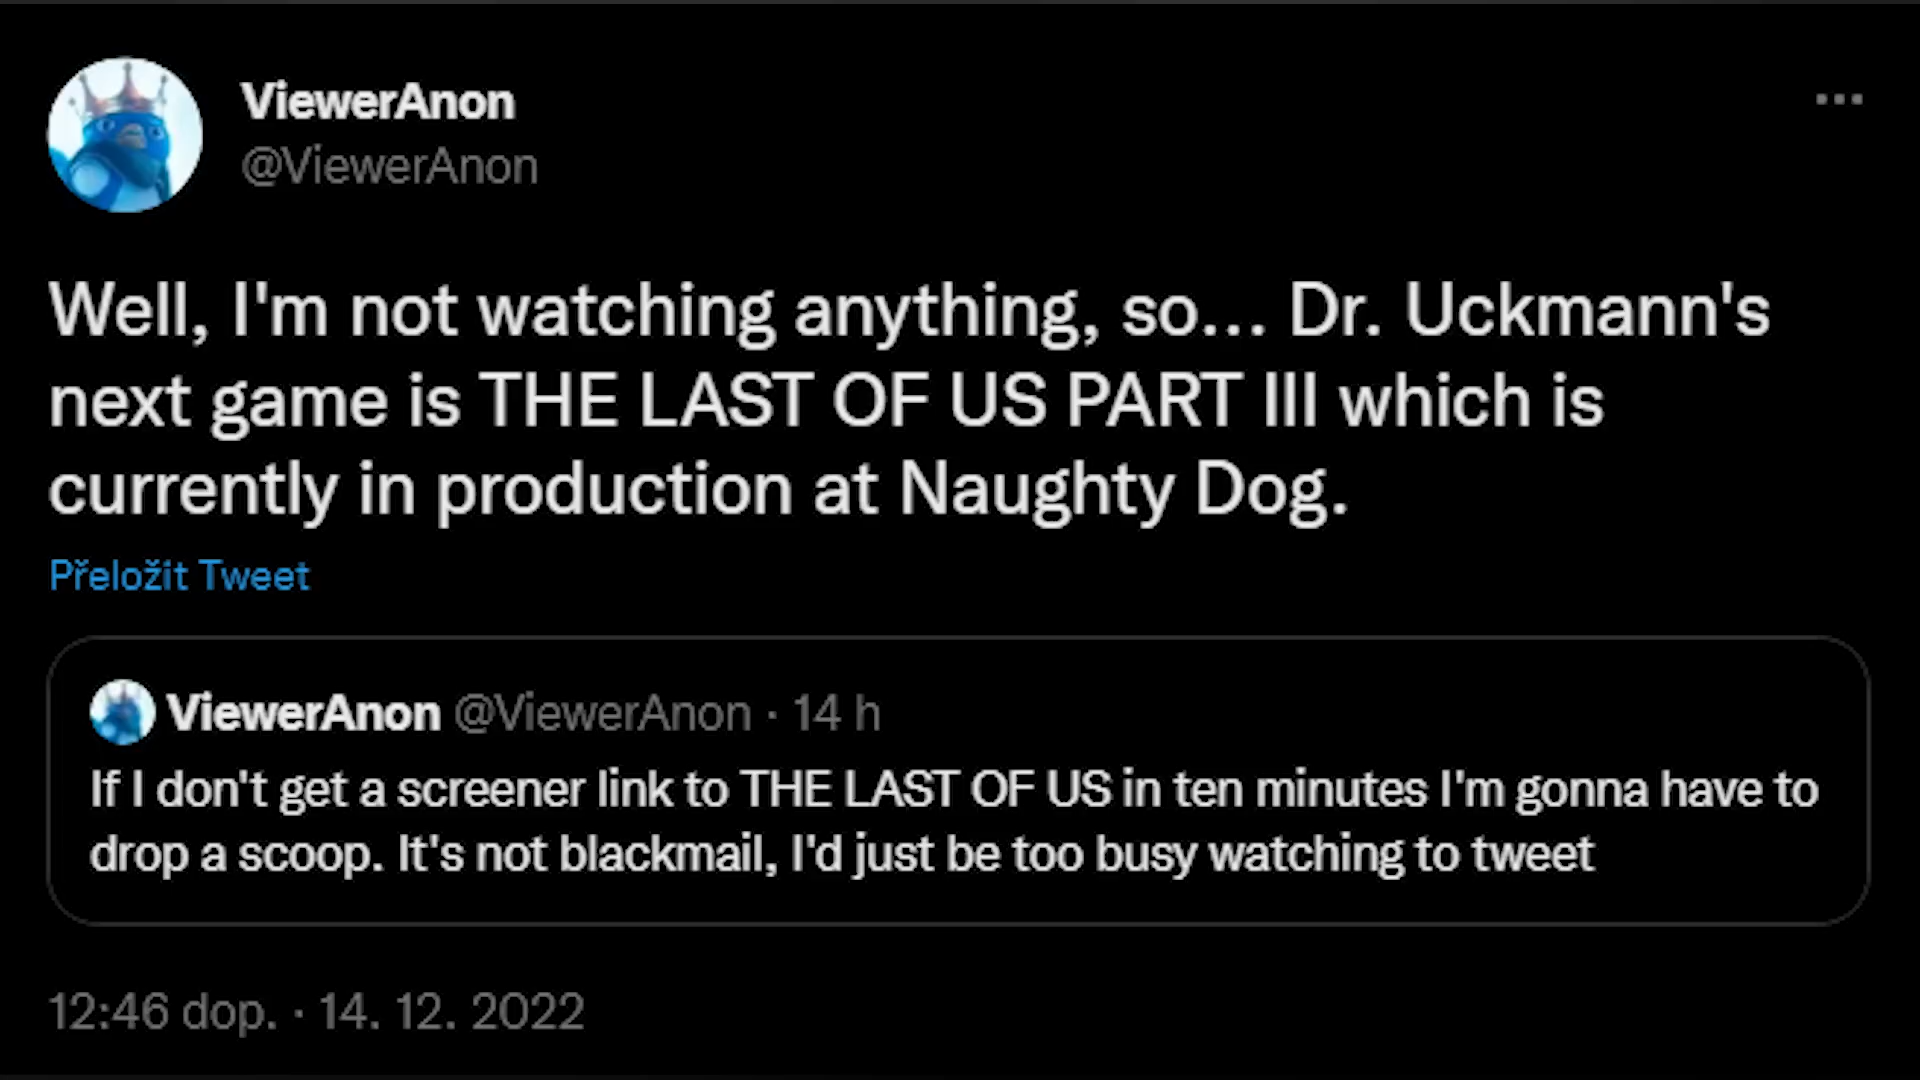 ViewerAnon
@ViewerAnon
Well, I'm not watching anything, so... Dr. Uckmann's
next game is THE LAST OF US PART III which is
currently in production at Naughty Dog.
Přeložit Tweet
ViewerAnon @ViewerAnon · 14 h
If I don't get a screener link to THE LAST OF US in ten minutes I'm gonna have to
drop a scoop. It's not blackmail, I'd just be too busy watching to tweet
12:46 dop. · 14. 12. 2022